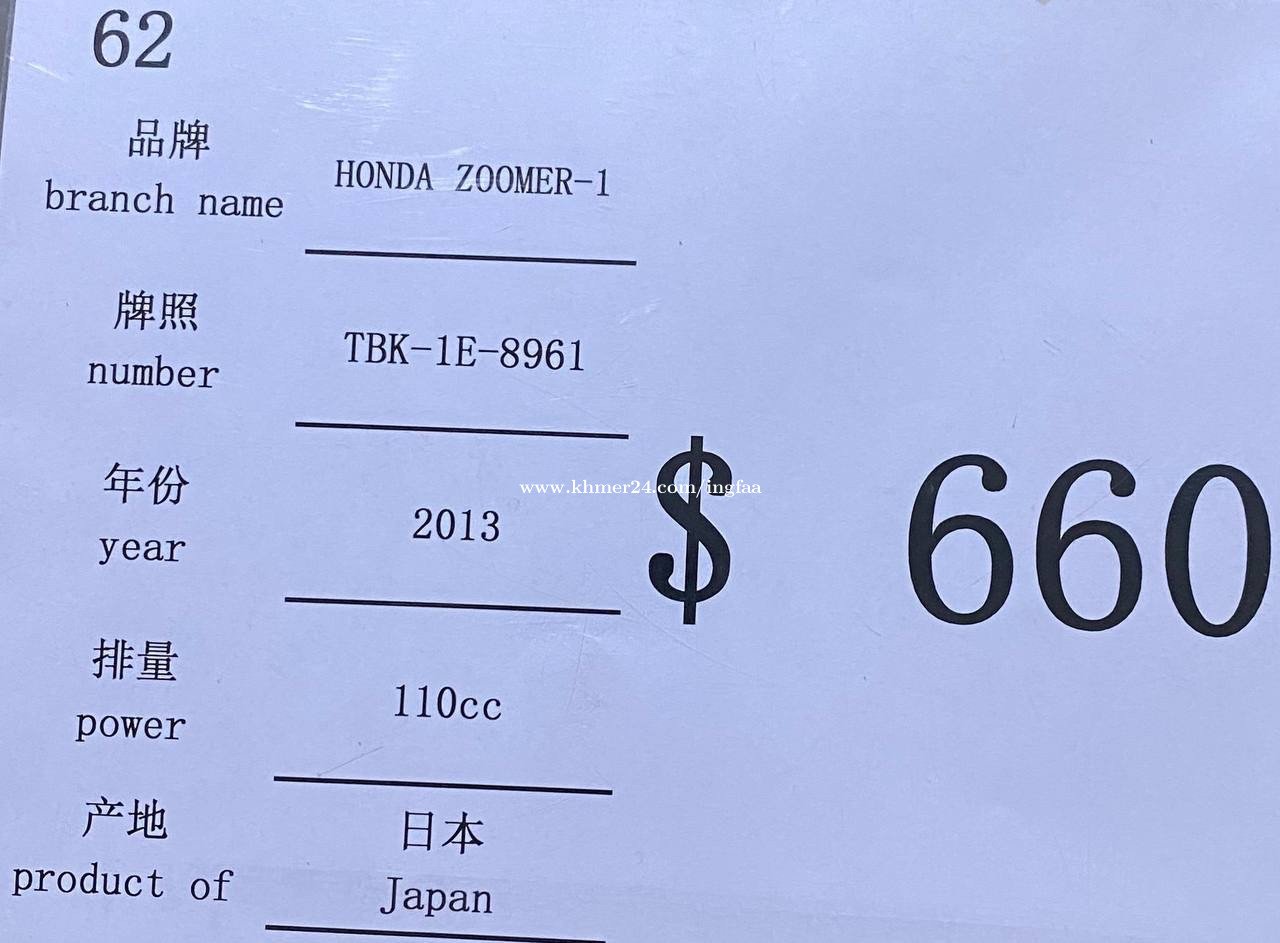 62
品牌
branch name
HONDA ZOOMER-1
牌照
number
TBK-1E-8961
年份
year
2013
$ 660
www.khmer24.com/ingfaa
排量
power
110cc
产地
product of
日本
Japan